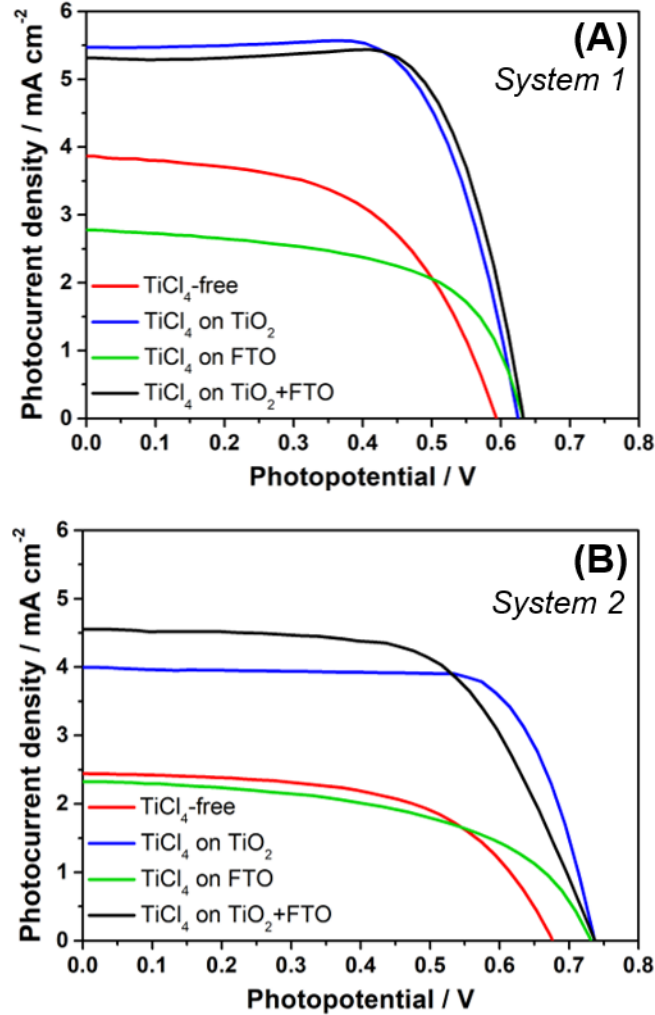 (A)
System 1
Photocurrent density / mA cm⁻²
6
5
4
3
2
1
0
TiCl₄-free
TiCl₄ on TiO₂
TiCl₄ on FTO
TiCl₄ on TiO₂+FTO
0.0 0.1 0.2 0.3 0.4 0.5 0.6 0.7 0.8
Photopotential / V
(B)
System 2
Photocurrent density / mA cm⁻²
6
5
4
3
2
1
0
TiCl₄-free
TiCl₄ on TiO₂
TiCl₄ on FTO
TiCl₄ on TiO₂+FTO
0.0 0.1 0.2 0.3 0.4 0.5 0.6 0.7 0.8
Photopotential / V